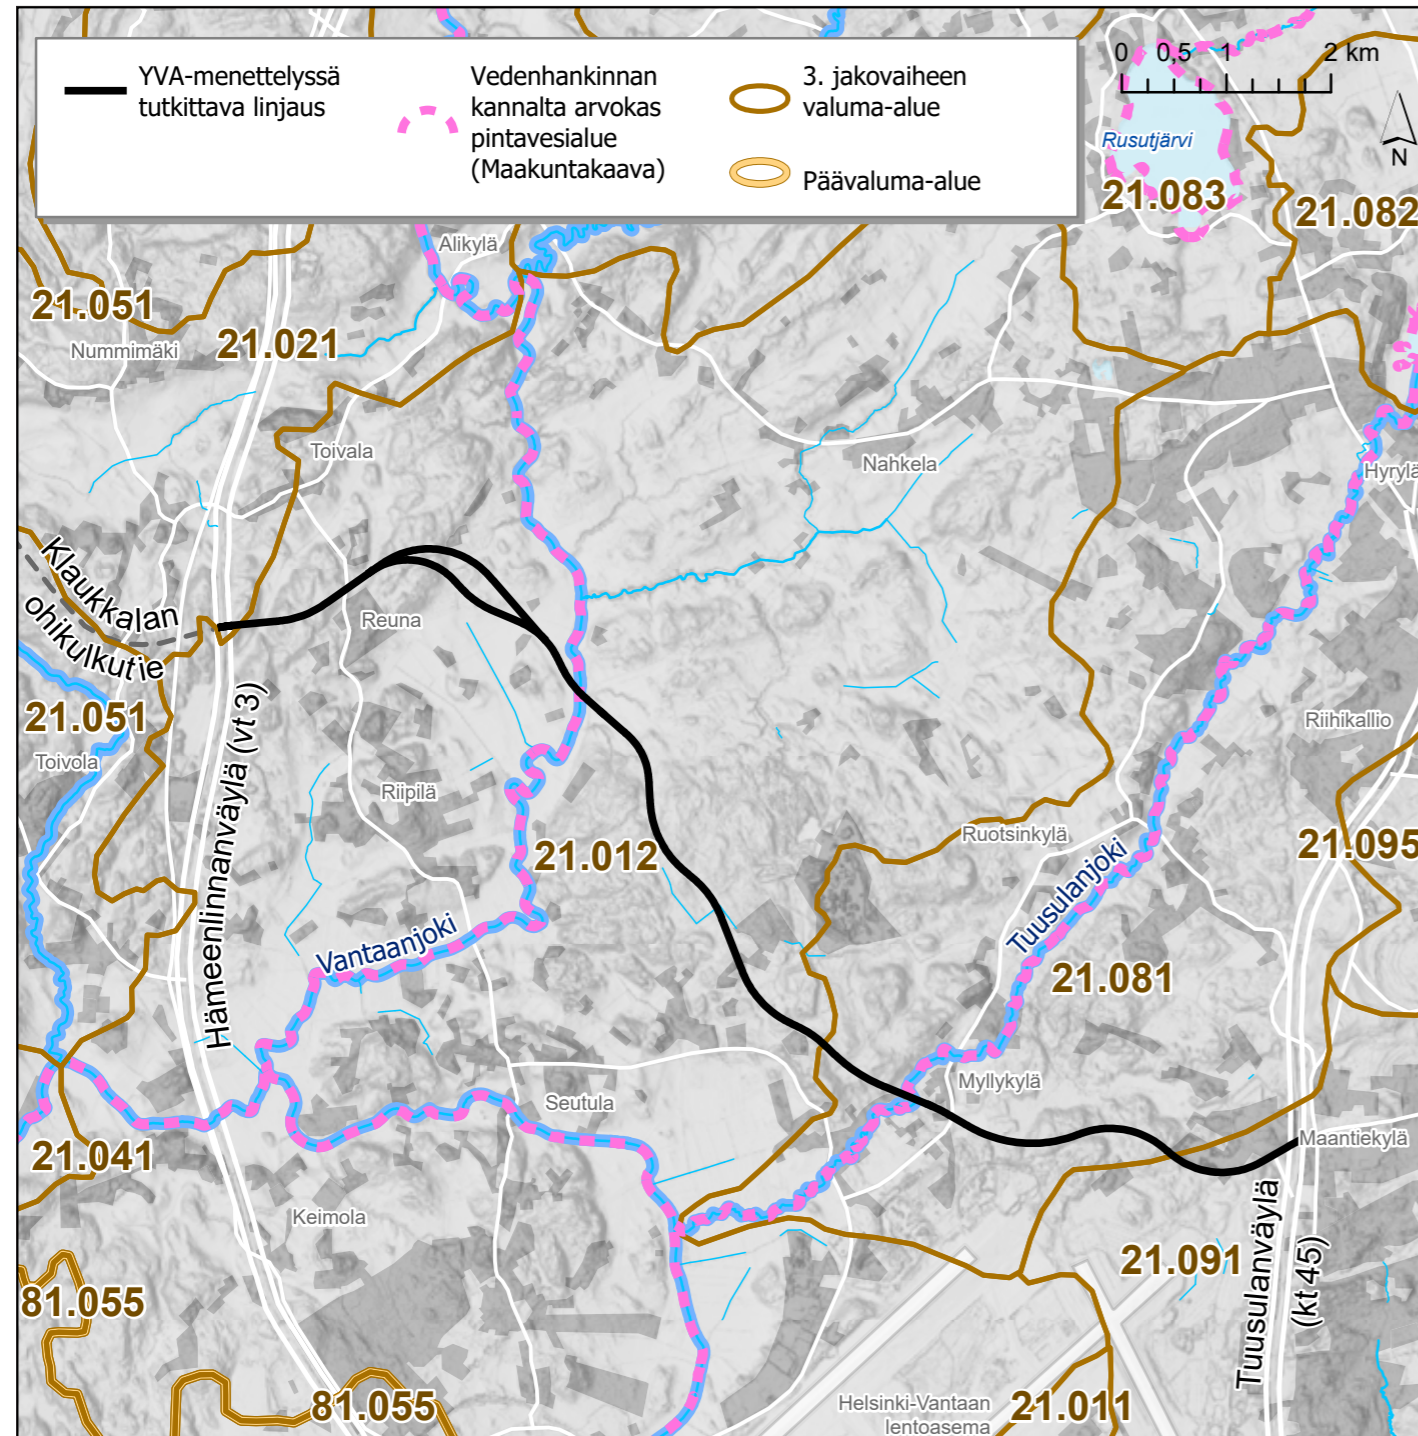 YVA-menettelyssä
tutkittava linjaus
Vedenhankinnan
kannalta arvokas
pintavesialue
(Maakuntakaava)
3. jakovaiheen
valuma-alue
Päävaluma-alue
0 0,5 1 2 km
N
Rusutjärvi
21.083
21.082
Alikylä
21.051
21.021
Nummimäki
Toivala
Nahkela
Hyrylä
Klaukkalan
ohikulkutie
Reuna
21.051
Toivola
Hämeenlinnanväylä (vt 3)
Riipilä
Riihikallio
21.012
Ruotsinkylä
21.095
Vantaanjoki
Tuusulanjoki
21.081
Myllykylä
Seutula
Maantiekylä
21.041
Keimola
21.091
Tuusulanväylä
(kt 45)
81.055
81.055
Helsinki-Vantaan
lentoasema
21.011